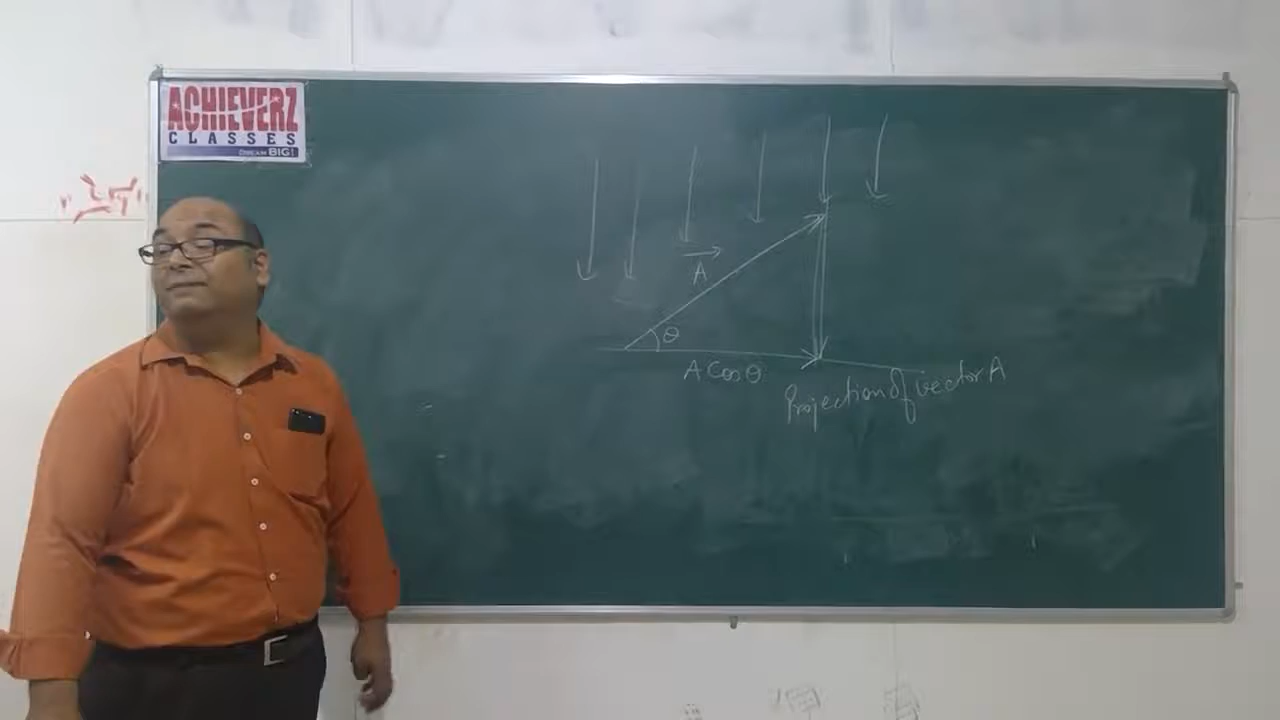 ACHIEVERZ
CLASSES
DREAM BIG!
A
θ
A Cos θ
Projection of vector A